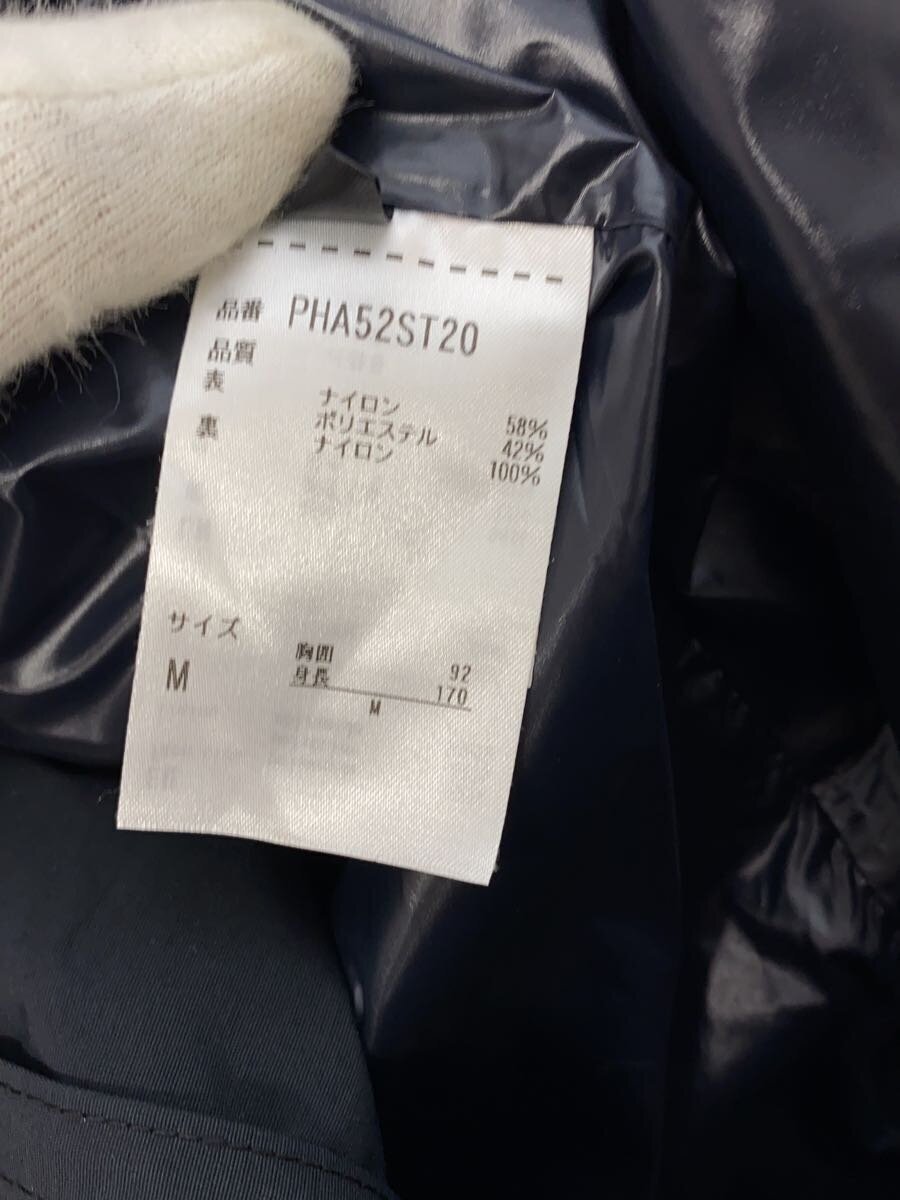 品番 PHA52ST20
品質
表 ナイロン 58%
ポリエステル 42%
裏 ナイロン 100%
サイズ
M
胸囲 92
身長 170
M